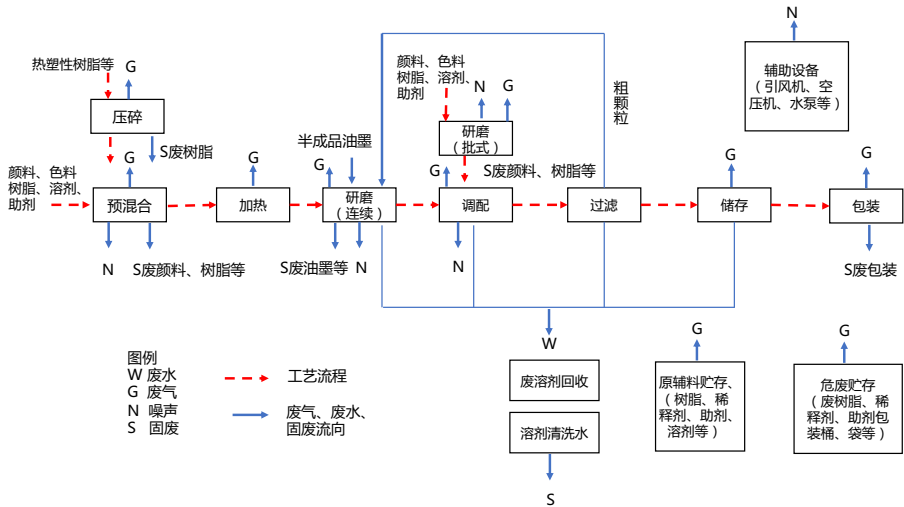 热塑性树脂等
G
压碎
S废树脂
颜料、色料
树脂、溶剂、
助剂
G
预混合
N
S废颜料、树脂等
G
加热
半成品油墨
G
研磨
（连续）
S废油墨等
N
颜料、色料
树脂、溶剂、
助剂
N
G
研磨
（批式）
S废颜料、树脂等
G
调配
N
粗颗粒
过滤
G
储存
G
包装
S废包装
N
辅助设备
（引风机、空
压机、水泵等）
W
废溶剂回收
溶剂清洗水
S
G
原辅料贮存、
（树脂、稀
释剂、助剂、
溶剂等）
G
危废贮存
（废树脂、稀
释剂、助剂包
装桶、袋等）
图例
W 废水
G 废气
N 噪声
S 固废
工艺流程
废气、废水、
固废流向